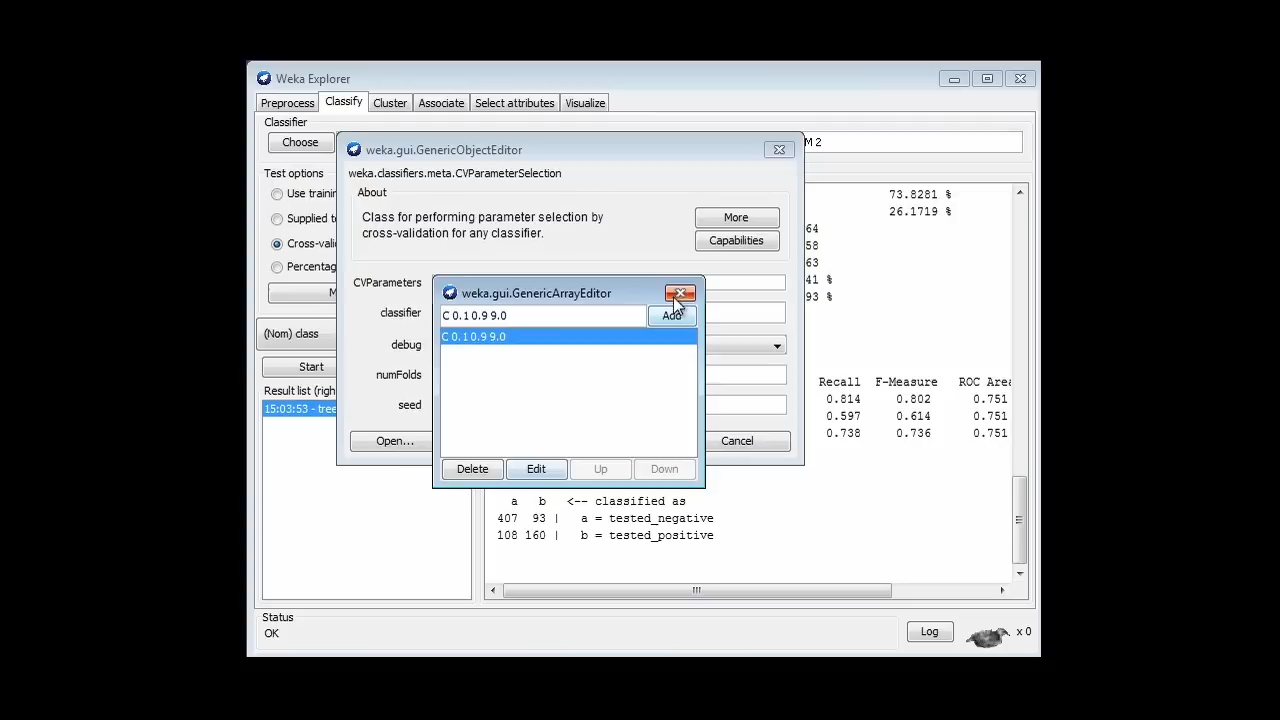 Weka Explorer
Preprocess Classify Cluster Associate Select attributes Visualize
Classifier
Choose
M 2
weka.gui.GenericObjectEditor
weka.classifiers.meta.CVParameterSelection
About
Class for performing parameter selection by
cross-validation for any classifier.
More
Capabilities
CVParameters
classifier
debug
numFolds
seed
Open...
Cancel
weka.gui.GenericArrayEditor
C 0.1 0.9 9.0
Add
C 0.1 0.9 9.0
Delete Edit Up Down
Test options
Use trainin
Supplied t
Cross-vali
Percentag
M
(Nom) class
Start
Result list (righ
15:03:53 - tree
73.8281 %
26.1719 %
64
58
63
41 %
93 %
Recall F-Measure ROC Area
0.814 0.802 0.751
0.597 0.614 0.751
0.738 0.736 0.751
a b <-- classified as
407 93 | a = tested_negative
108 160 | b = tested_positive
Status
OK
Log
x 0